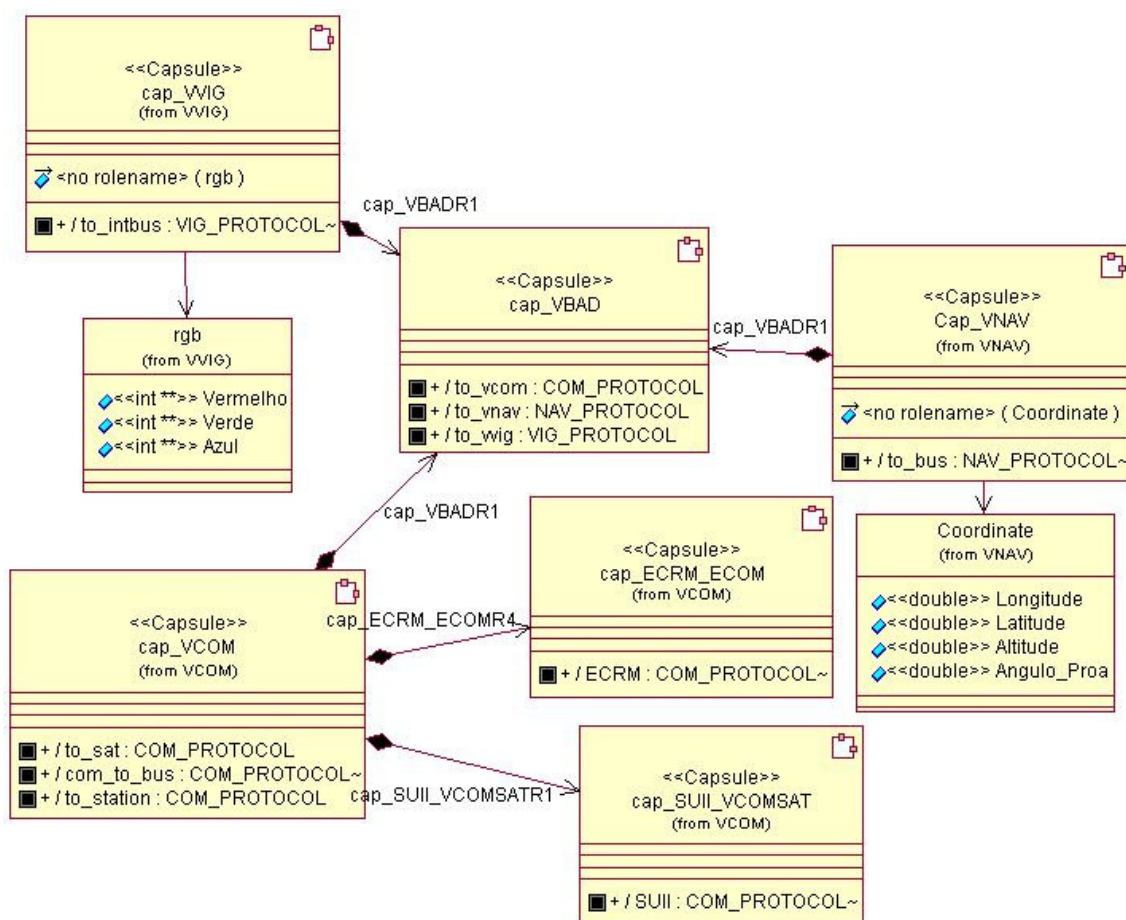 <<Capsule>>
cap_VVIG
(from VVIG)
<no rolename> ( rgb )
+ / to_intbus : VIG_PROTOCOL~
cap_VBADR1
rgb
(from VVIG)
<<int **>> Vermelho
<<int **>> Verde
<<int **>> Azul
<<Capsule>>
cap_VBAD
+ / to_vcom : COM_PROTOCOL
+ / to_vnav : NAV_PROTOCOL
+ / to_vvig : VIG_PROTOCOL
cap_VBADR1
<<Capsule>>
Cap_VNAV
(from VNAV)
<no rolename> ( Coordinate )
+ / to_bus : NAV_PROTOCOL~
Coordinate
(from VNAV)
<<double>> Longitude
<<double>> Latitude
<<double>> Altitude
<<double>> Angulo_Proa
cap_VBADR1
<<Capsule>>
cap_VCOM
(from VCOM)
+ / to_sat : COM_PROTOCOL
+ / com_to_bus : COM_PROTOCOL~
+ / to_station : COM_PROTOCOL
cap_ECRM_ECOMR4
<<Capsule>>
cap_ECRM_ECOM
(from VCOM)
+ / ECRM : COM_PROTOCOL~
cap_SUII_VCOMSATR1
<<Capsule>>
cap_SUII_VCOMSAT
(from VCOM)
+ / SUII : COM_PROTOCOL~